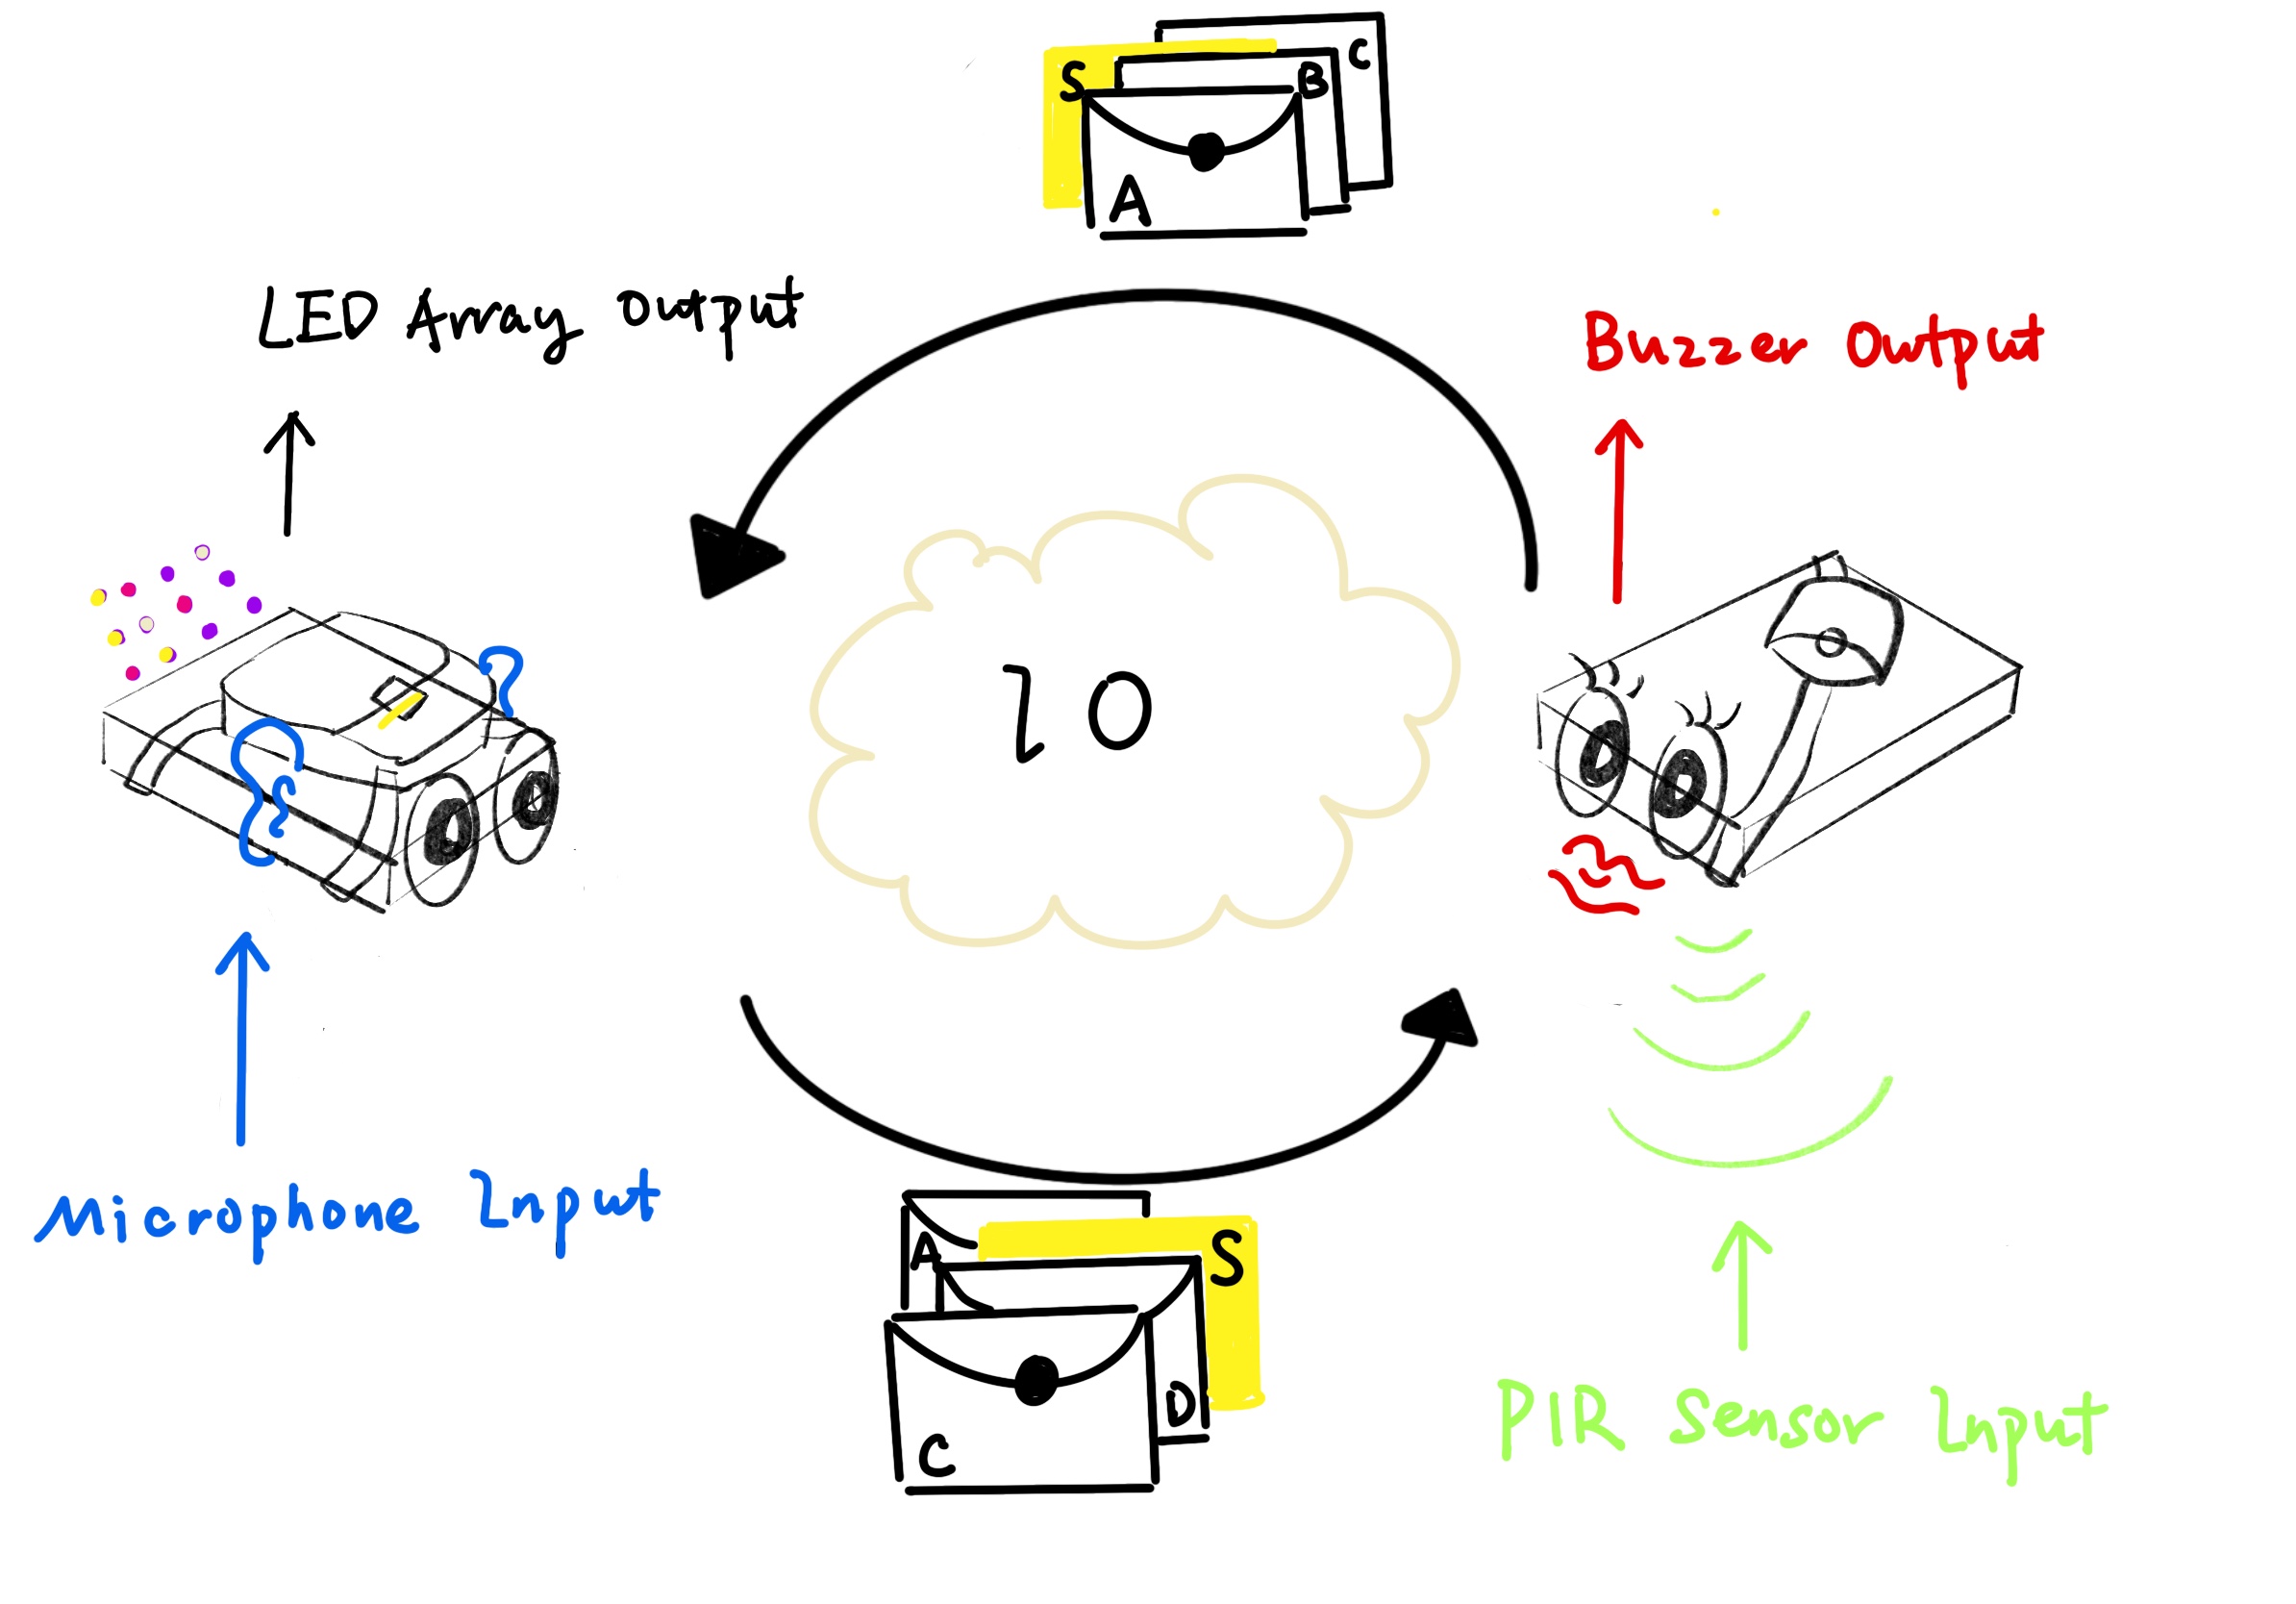 S
B
C
A
LED Array Output
Buzzer Output
IO
Microphone Input
A
S
D
C
PIR Sensor Input